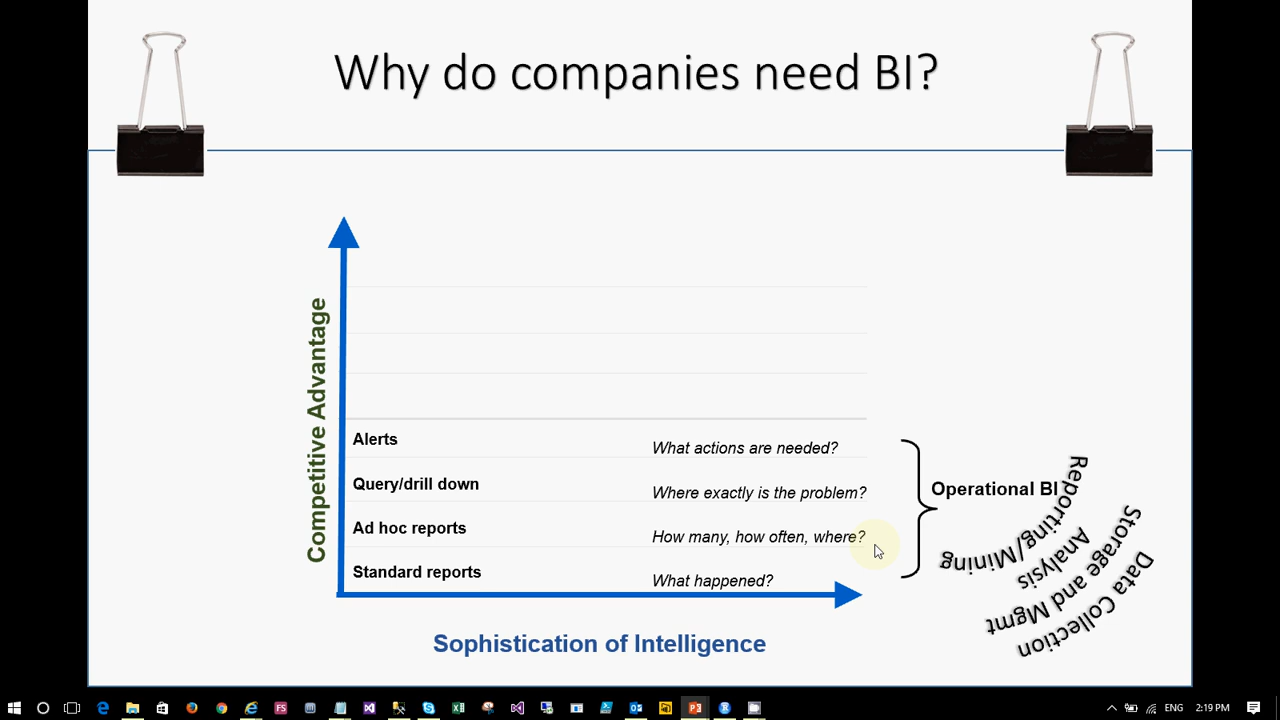 Why do companies need BI?
Competitive Advantage
Alerts
What actions are needed?
Query/drill down
Where exactly is the problem?
Ad hoc reports
How many, how often, where?
Standard reports
What happened?
Operational BI
Reporting/Mining
Analysis
Storage and Mgmt
Data Collection
Sophistication of Intelligence
FS
ENG
2:19 PM